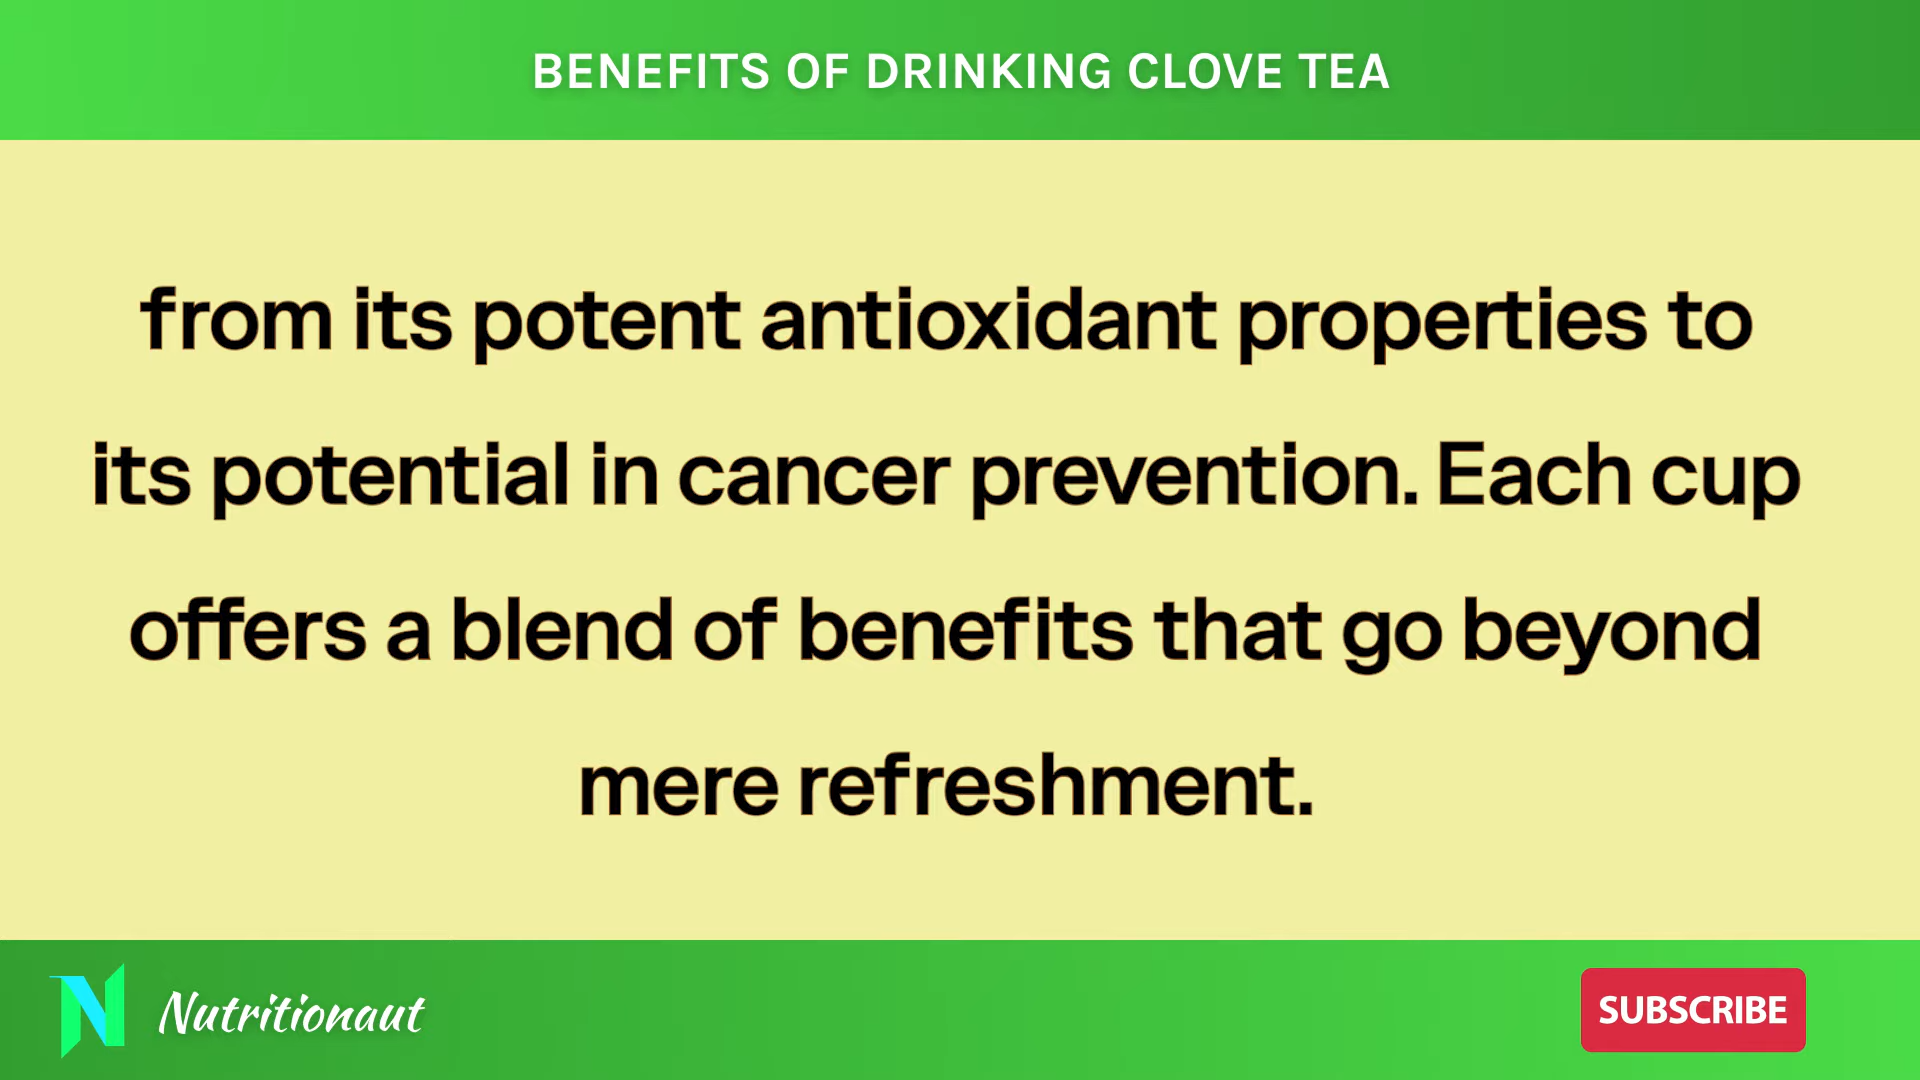 BENEFITS OF DRINKING CLOVE TEA
from its potent antioxidant properties to
its potential in cancer prevention. Each cup
offers a blend of benefits that go beyond
mere refreshment.
N Nutritionaut
SUBSCRIBE